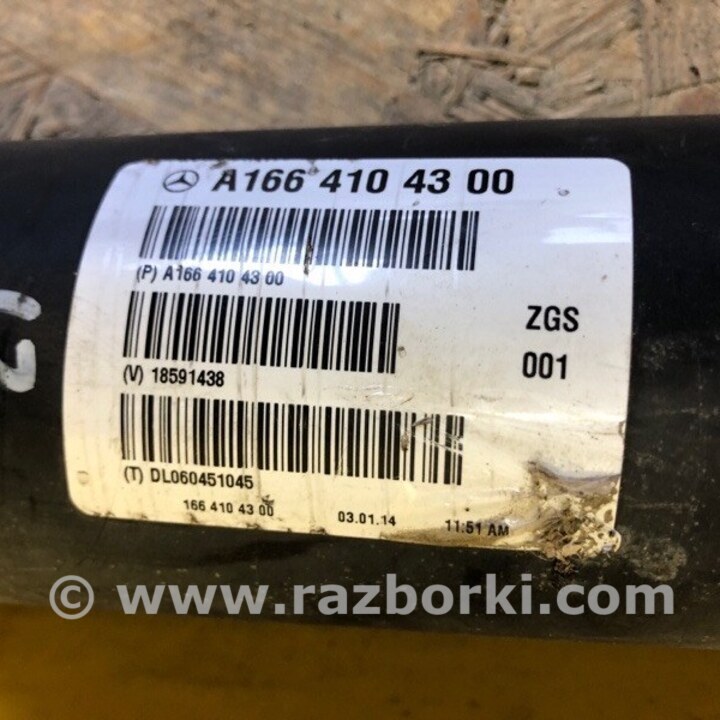 A166 410 43 00
(P) A166 410 43 00
ZGS
001
(V) 18591438
(T) DL060451045
166 410 43 00 03.01.14 11:51 AM
© www.razborki.com